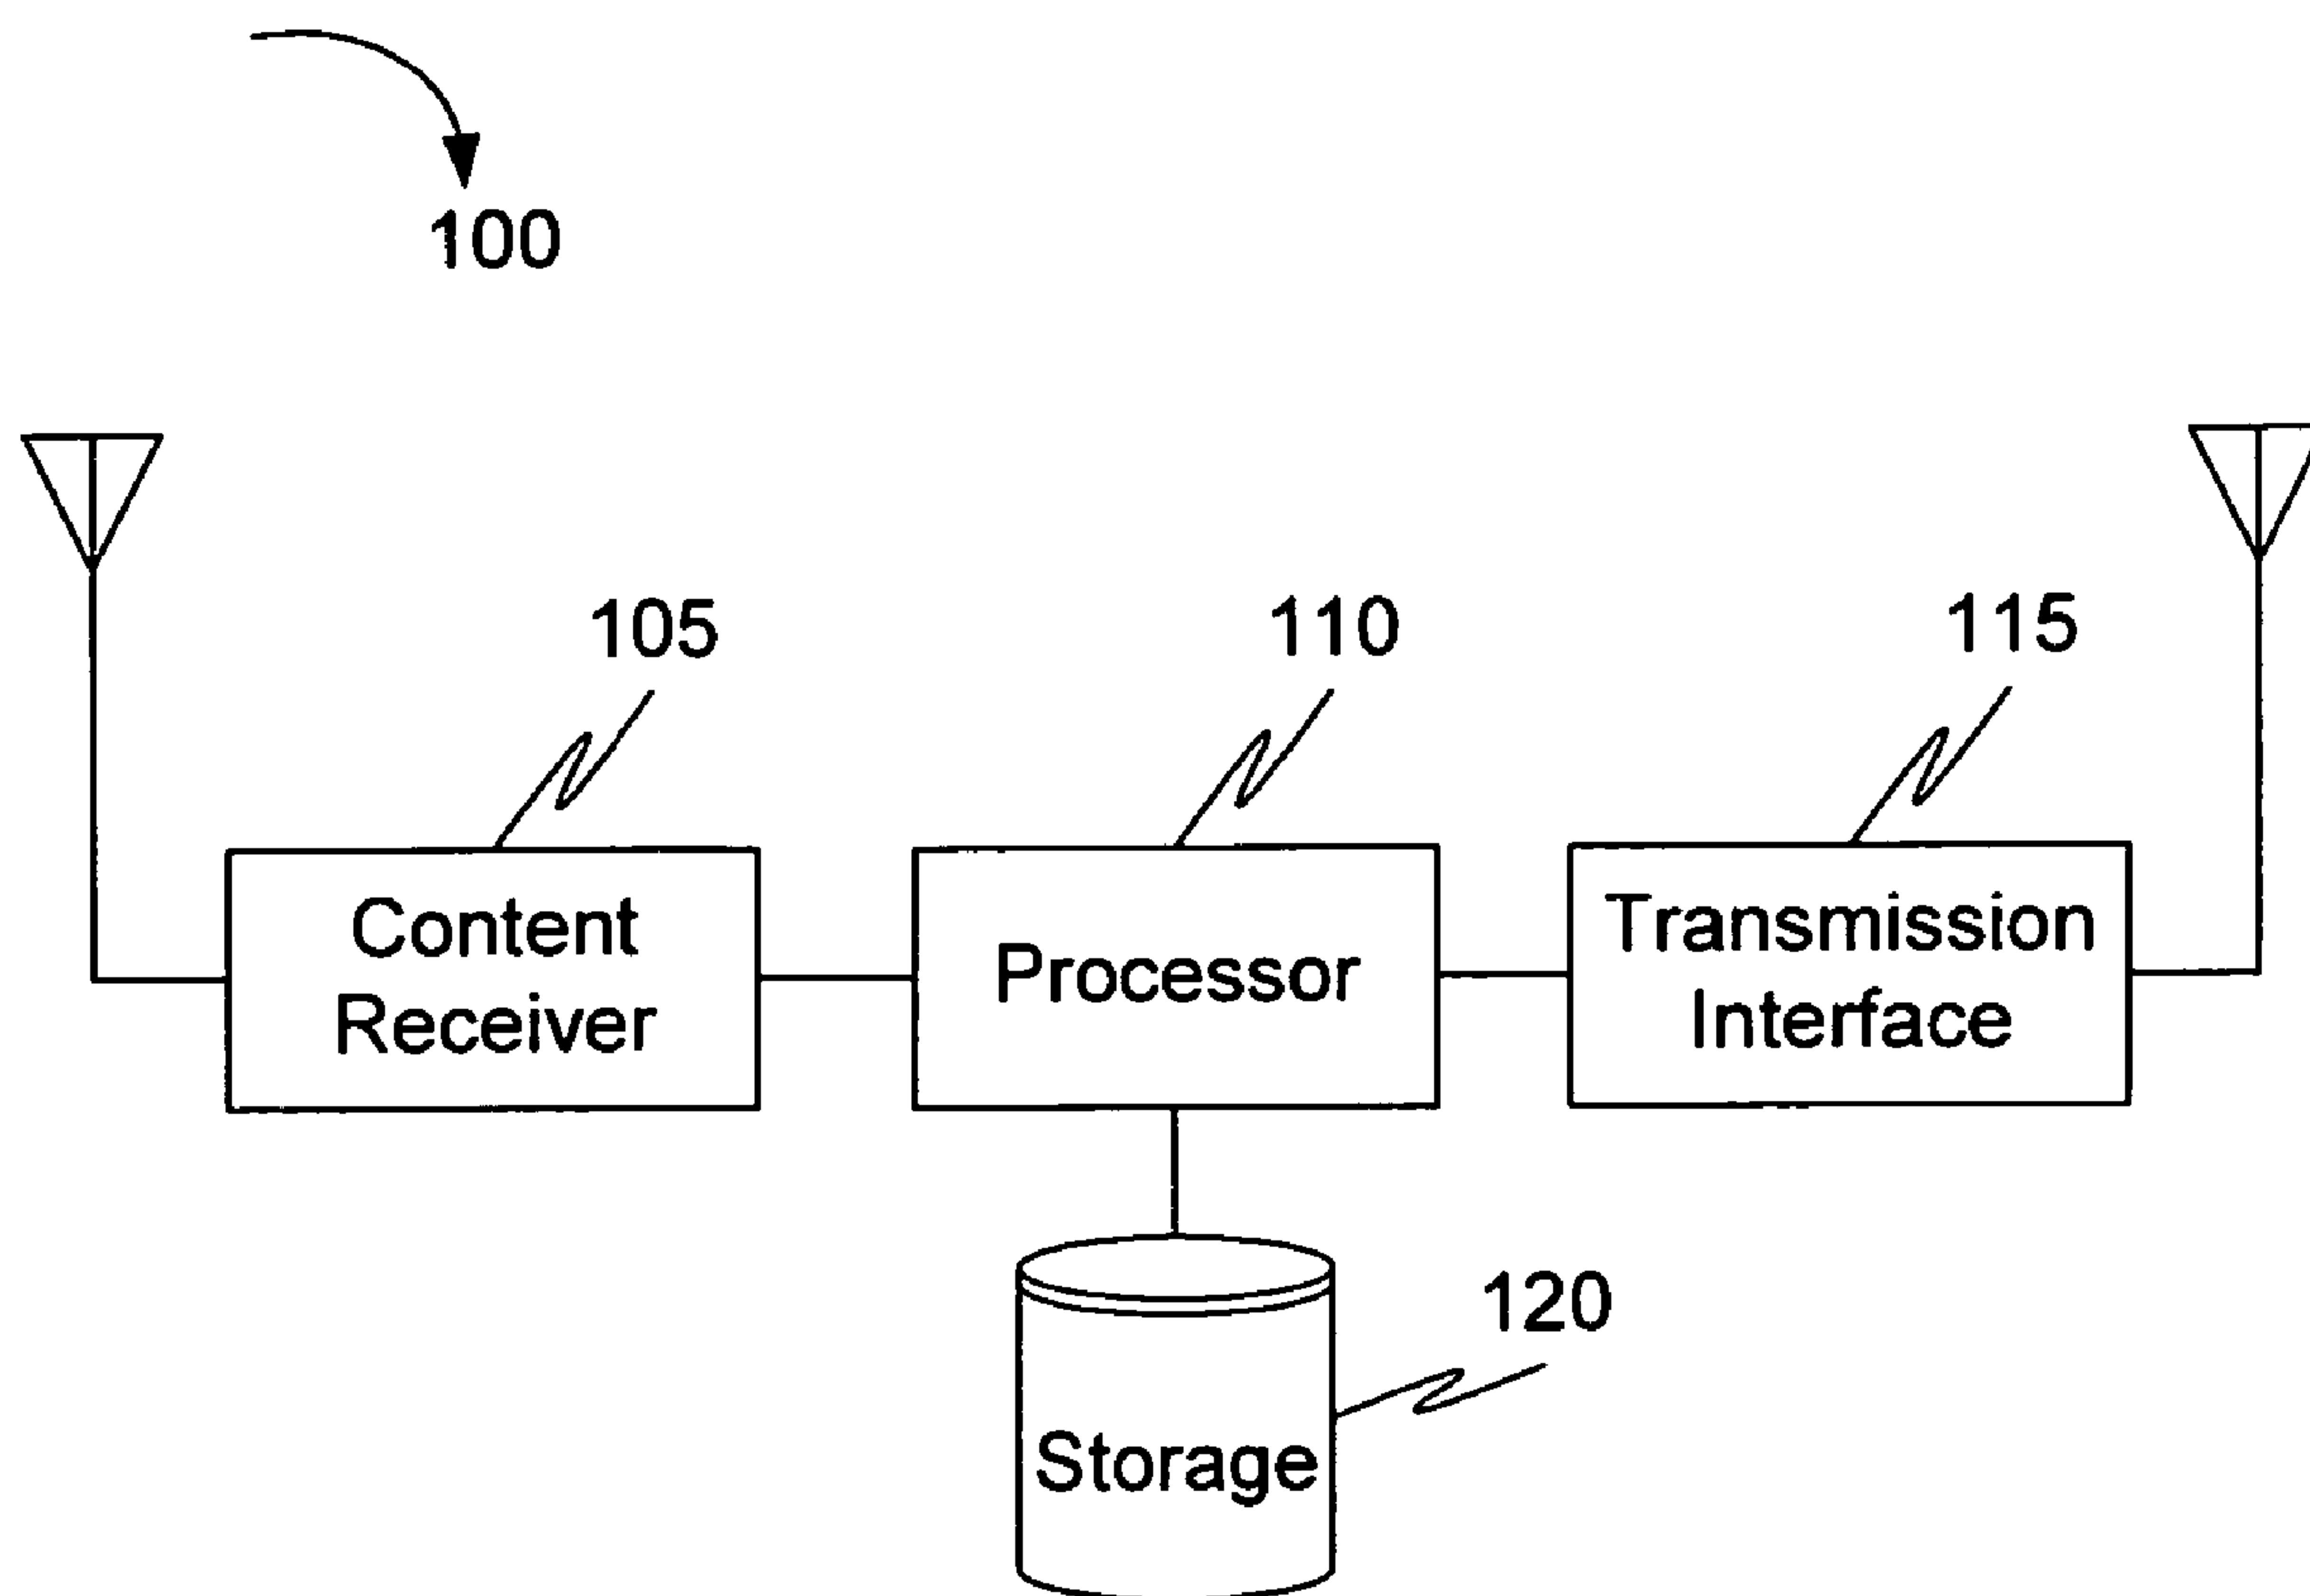 100
105
110
115
Content
Receiver
Processor
Transmission
Interface
120
Storage